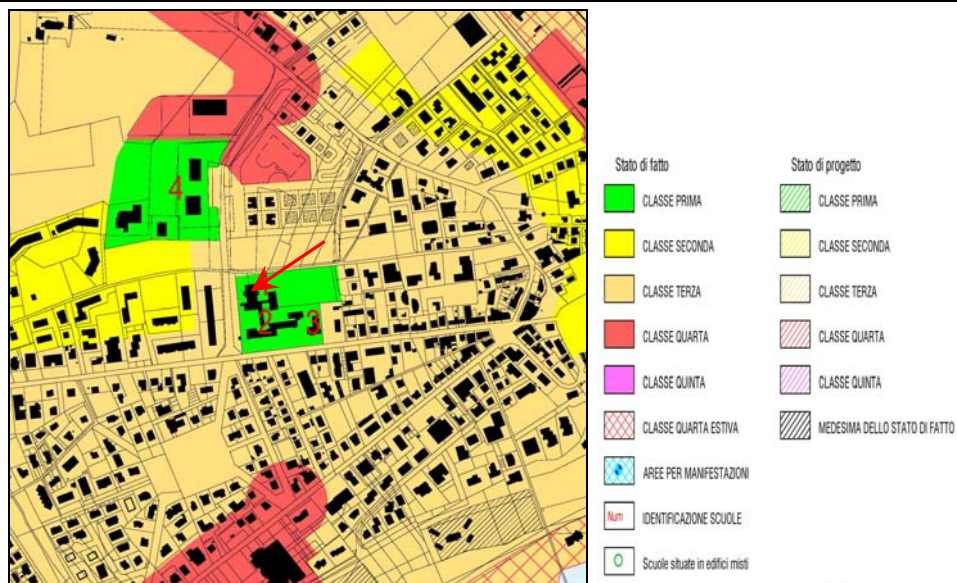 4
2
3
Stato di fatto
CLASSE PRIMA
CLASSE SECONDA
CLASSE TERZA
CLASSE QUARTA
CLASSE QUINTA
CLASSE QUARTA ESTIVA
AREE PER MANIFESTAZIONI
Num IDENTIFICAZIONE SCUOLE
Scuole situate in edifici misti
Stato di progetto
CLASSE PRIMA
CLASSE SECONDA
CLASSE TERZA
CLASSE QUARTA
CLASSE QUINTA
MEDESIMA DELLO STATO DI FATTO